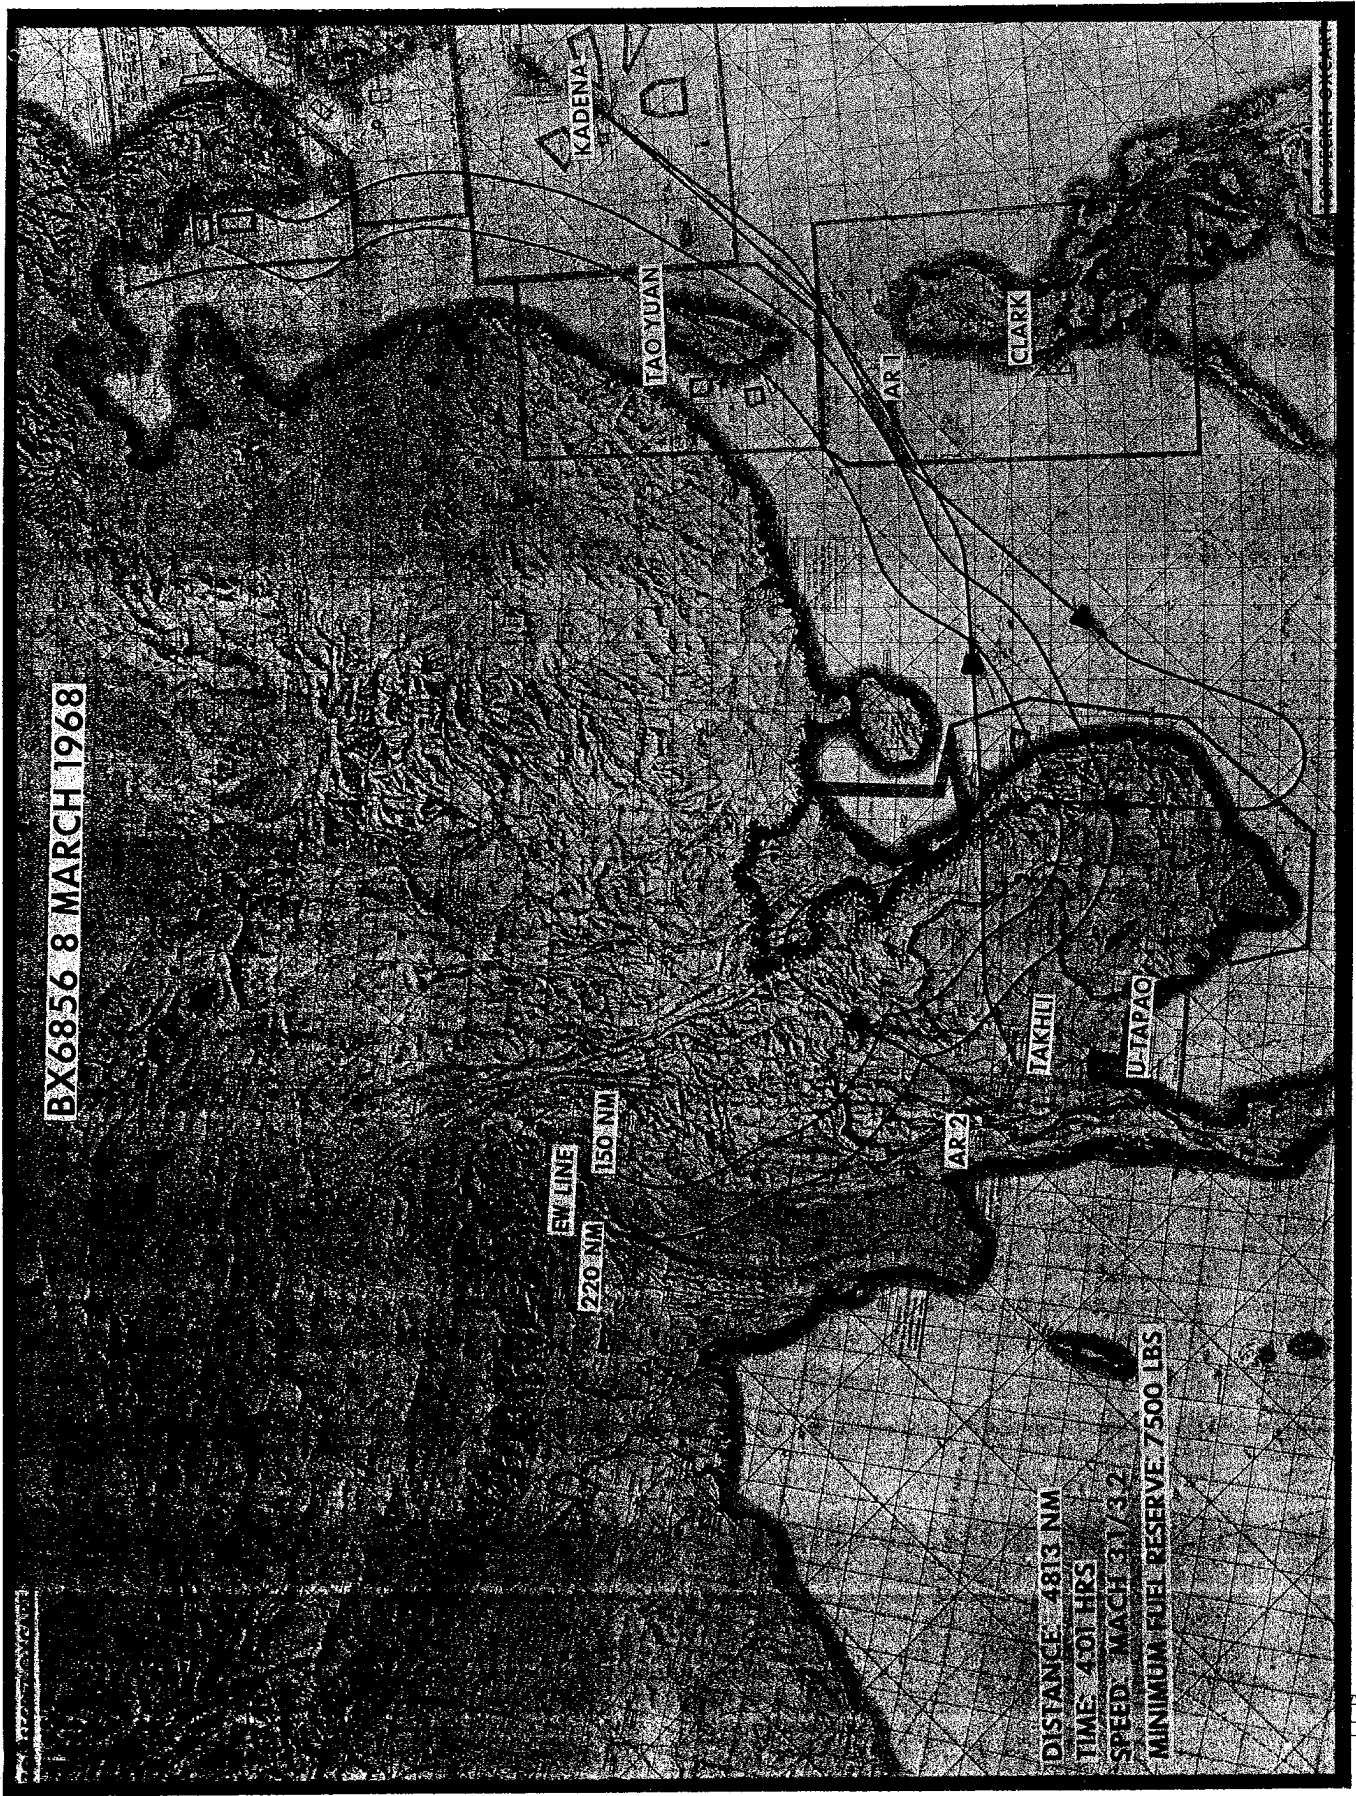 BX6856 8 MARCH 1968
KADENA
TAO YUAN
CLARK
AR 1
EW LINE
150 NM
220 NM
AR 2
TAKHLI
U-TAPAO
DISTANCE: 4813 NM
TIME: 4:01 HRS
SPEED: MACH 3.1/3.2
MINIMUM FUEL RESERVE: 7500 LBS